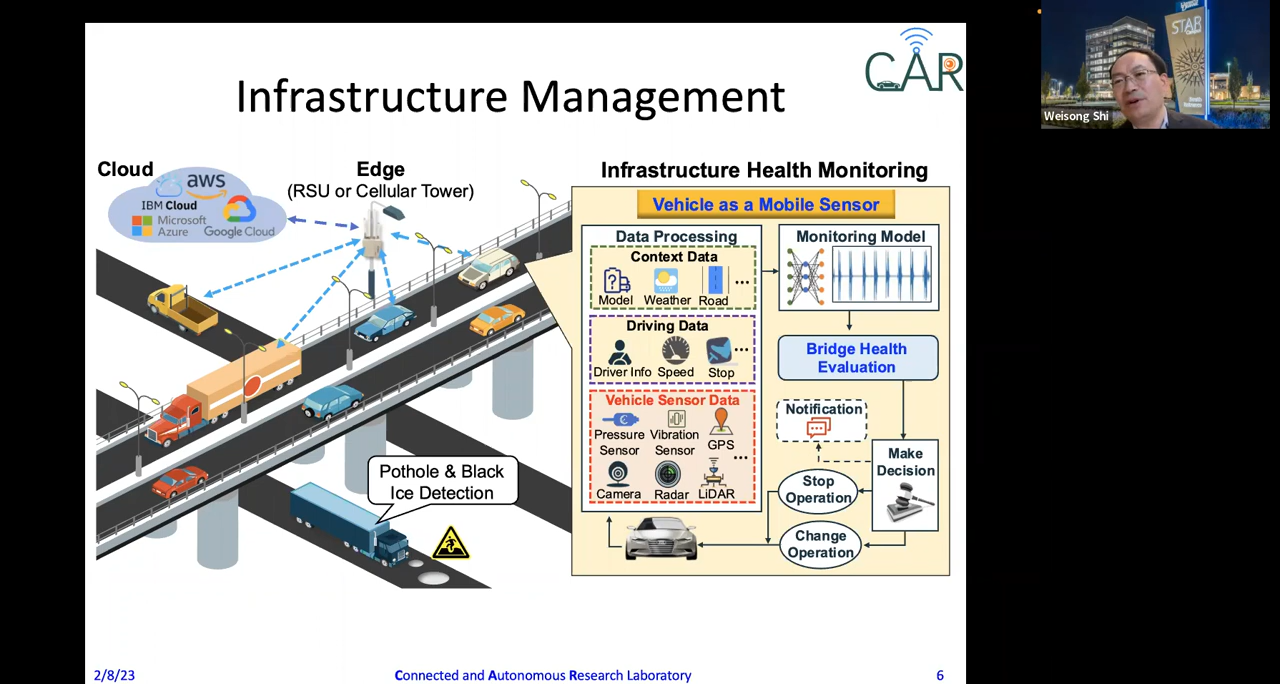 CAR
Infrastructure Management
Cloud
aws
IBM Cloud
Microsoft
Azure
Google Cloud
Edge
(RSU or Cellular Tower)
Pothole & Black
Ice Detection
Infrastructure Health Monitoring
Vehicle as a Mobile Sensor
Data Processing
Context Data
Model Weather Road ...
Driving Data
Driver Info Speed Stop ...
Vehicle Sensor Data
Pressure
Sensor
Vibration
Sensor
GPS
...
Camera Radar LiDAR
Monitoring Model
Bridge Health
Evaluation
Notification
Make
Decision
Stop
Operation
Change
Operation
2/8/23
Connected and Autonomous Research Laboratory
6
STAR
Weisong Shi